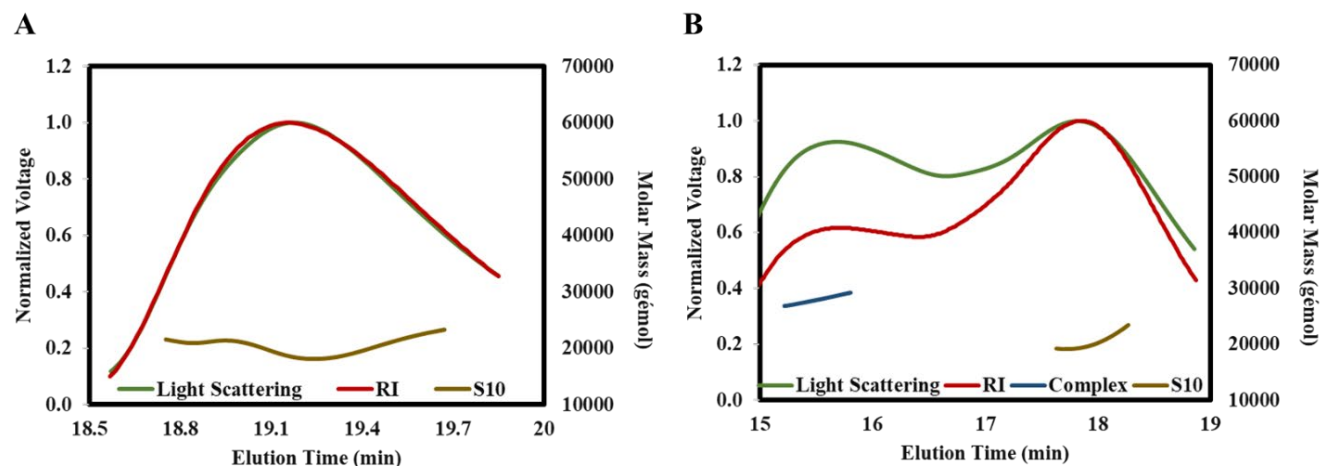 A
B
Normalized Voltage
1.2
1.0
0.8
0.6
0.4
0.2
0.0
70000
60000
50000
40000
30000
20000
10000
Molar Mass (gémol)
Light Scattering RI S10
18.5 18.8 19.1 19.4 19.7 20
Elution Time (min)
Normalized Voltage
1.2
1.0
0.8
0.6
0.4
0.2
0.0
70000
60000
50000
40000
30000
20000
10000
Molar Mass (gémol)
Light Scattering RI Complex S10
15 16 17 18 19
Elution Time (min)